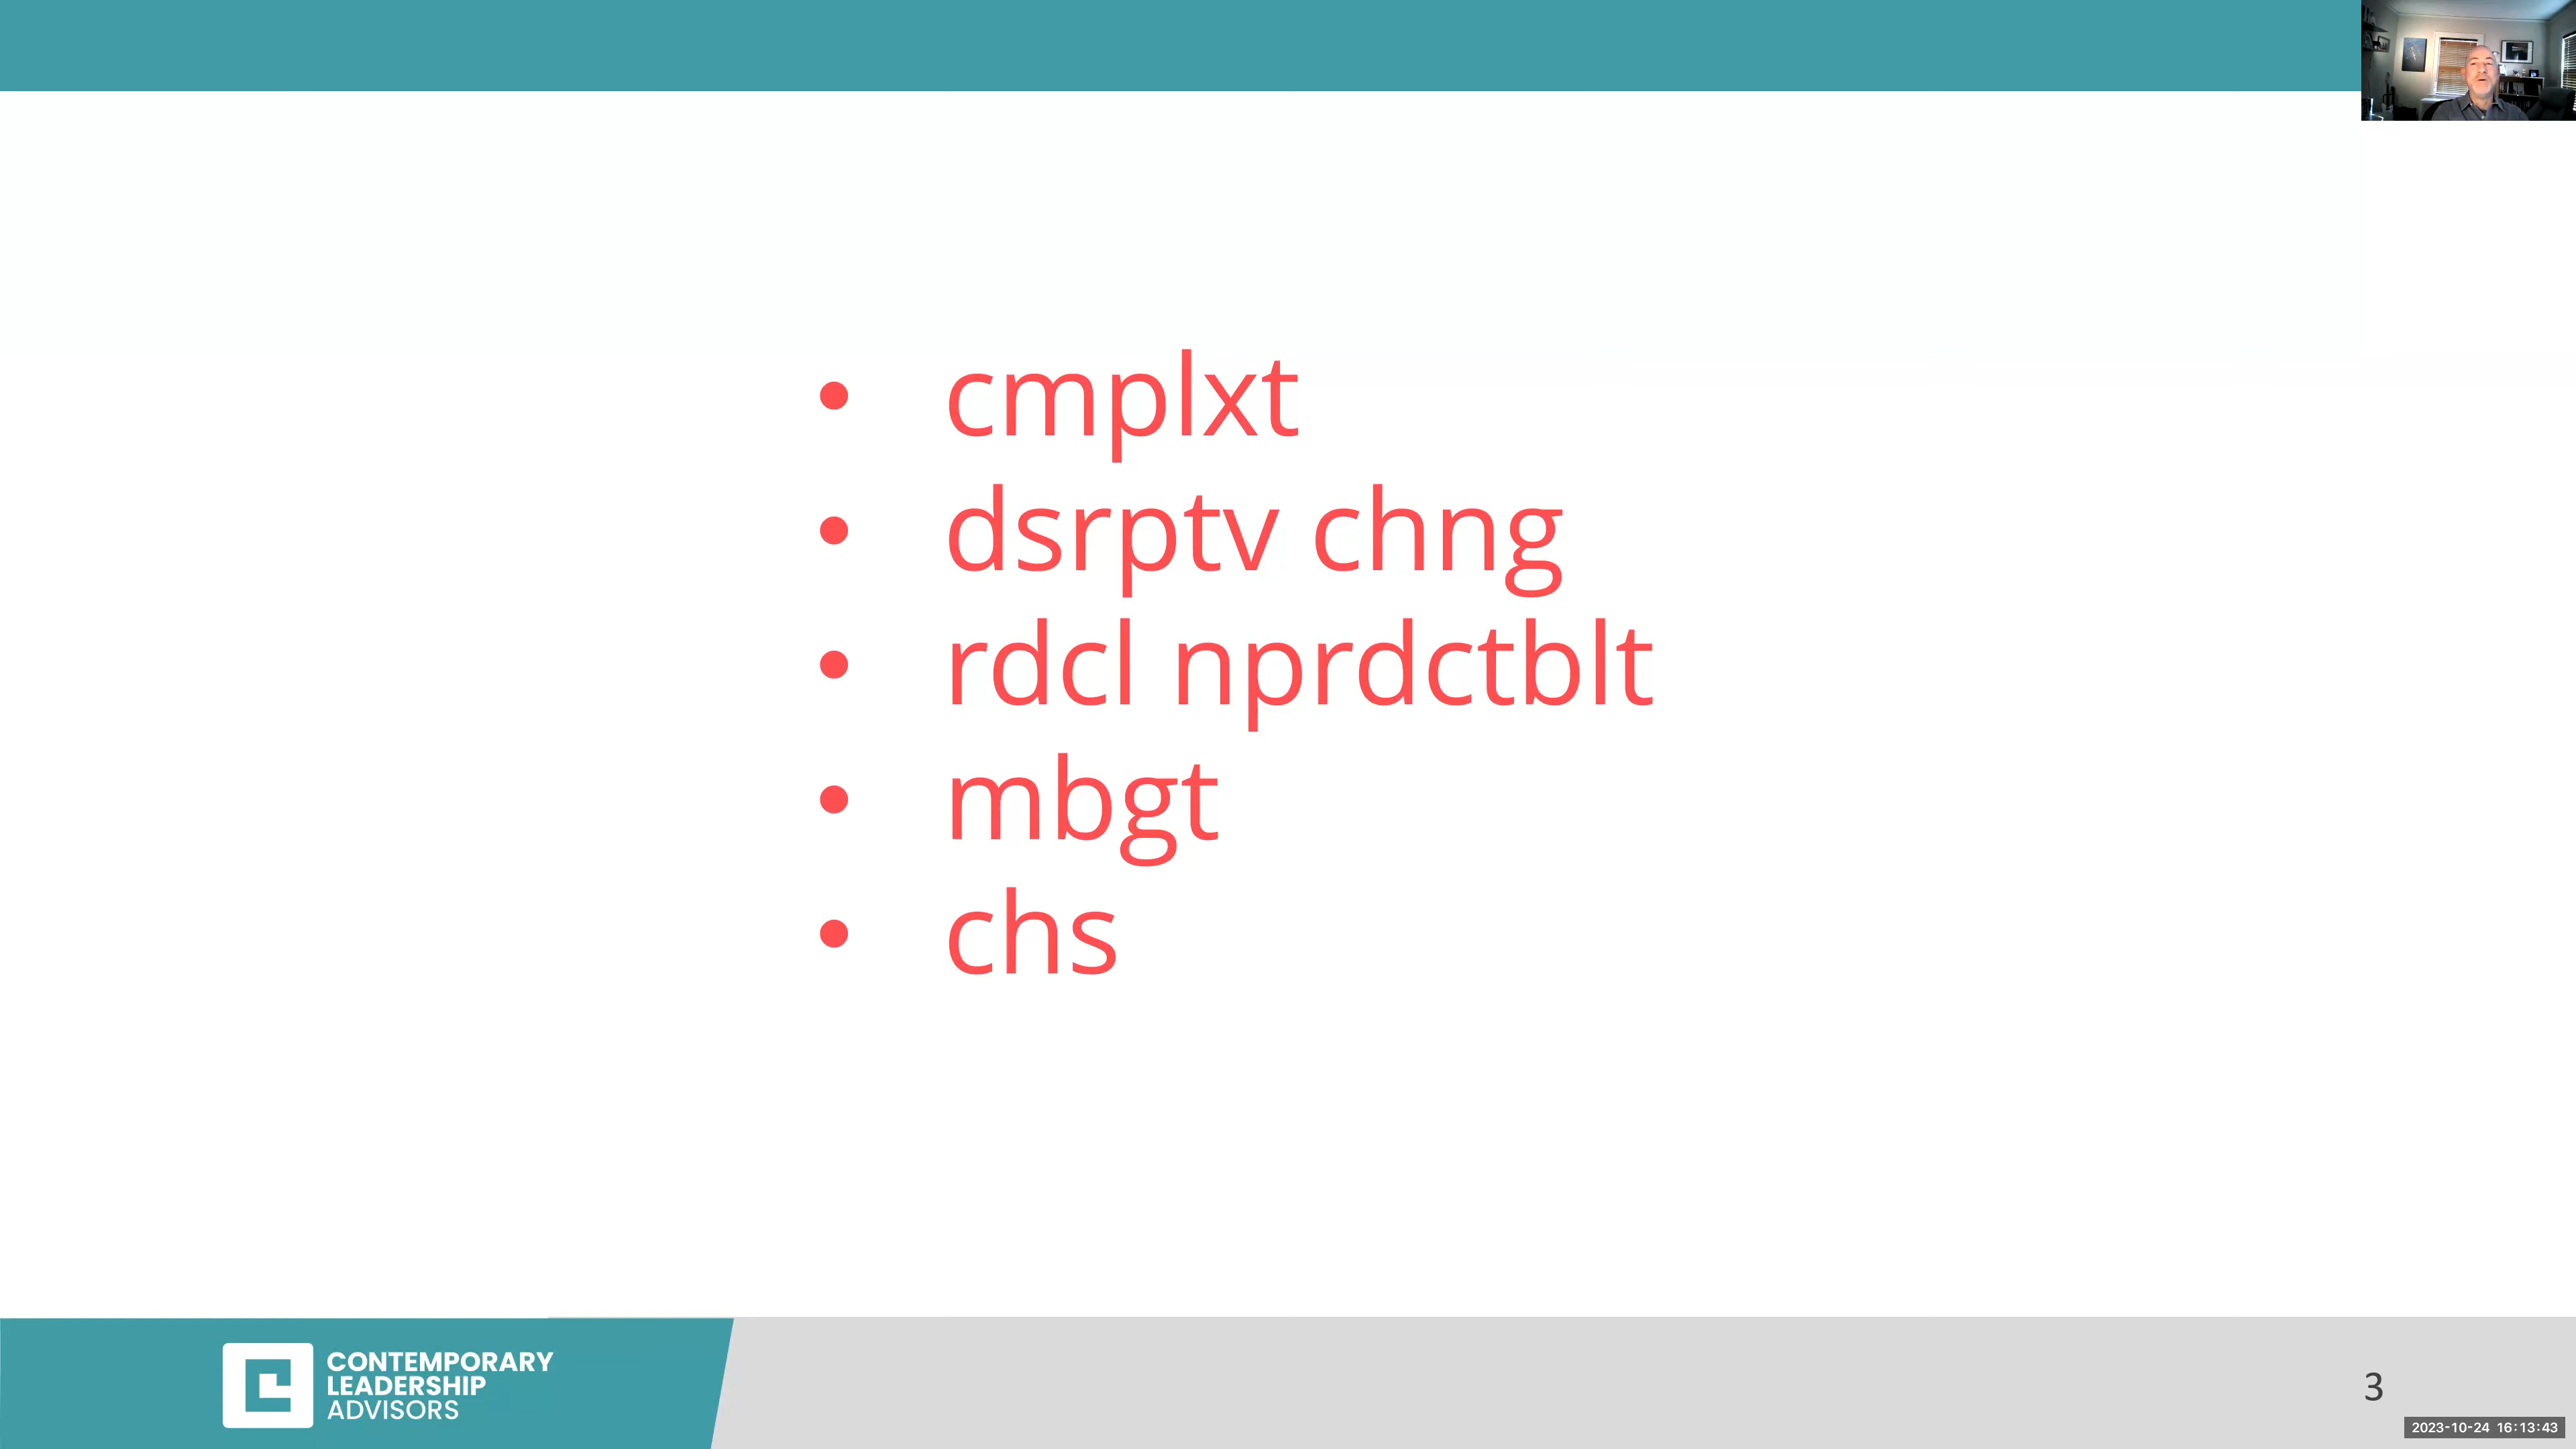 • cmplxt
• dsrptv chng
• rdcl nprdctblt
• mbgt
• chs
CONTEMPORARY
LEADERSHIP
ADVISORS
3
2023-10-24 16:13:43